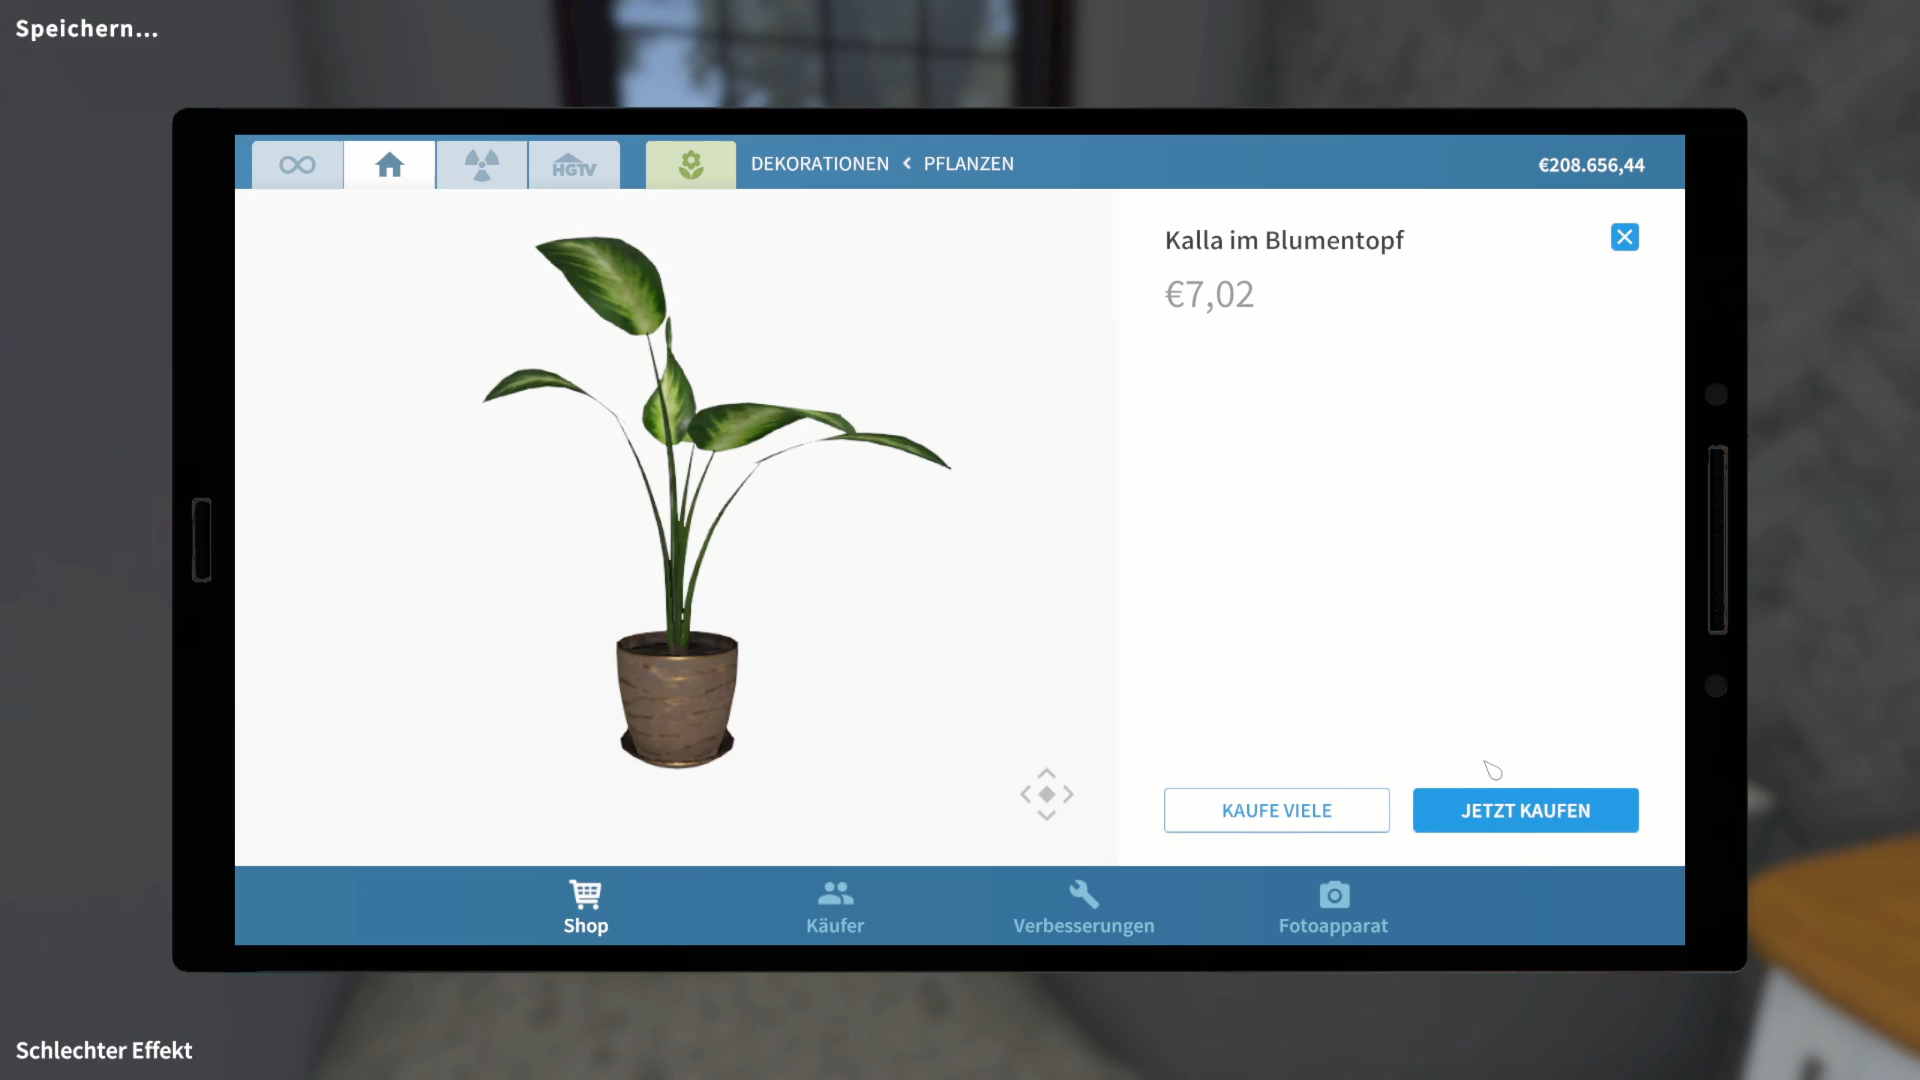 Speichern...
HGTV
DEKORATIONEN < PFLANZEN
€208.656,44
Kalla im Blumentopf
€7,02
KAUFE VIELE
JETZT KAUFEN
Shop
Käufer
Verbesserungen
Fotoapparat
Schlechter Effekt